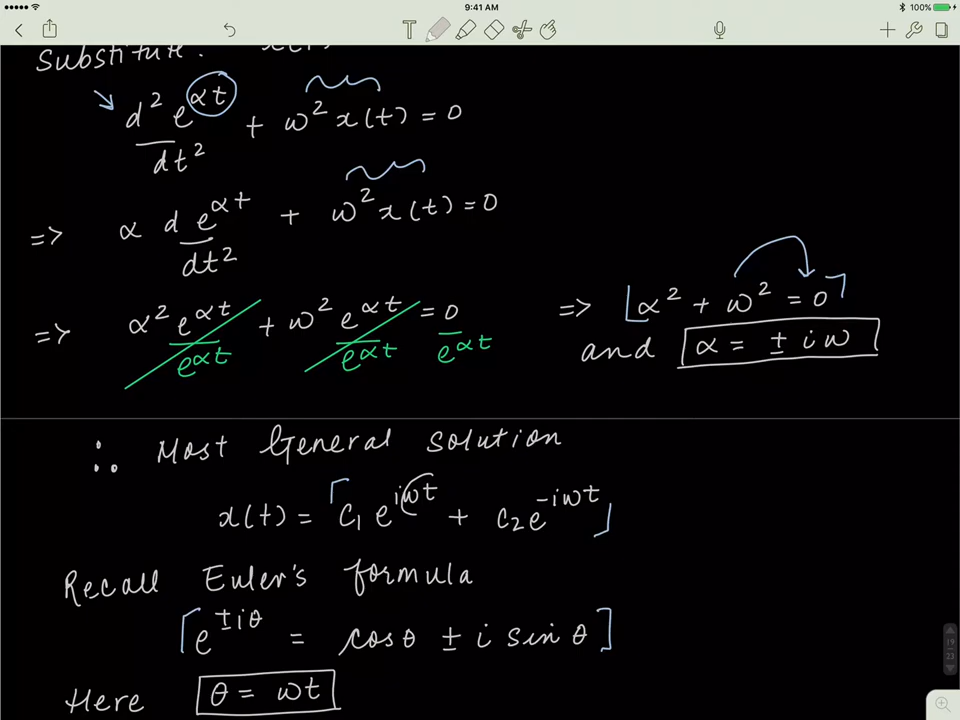 9:41 AM
100%
T
Substitute:
d² e^αt / dt² + ω² x(t) = 0
=> α d e^αt / dt² + ω² x(t) = 0
=> α² e^αt / e^αt + ω² e^αt / e^αt = 0 / e^αt
=> [α² + ω² = 0]
and α = ± i ω
∴ Most General solution
x(t) = [c₁ e^iωt + c₂ e^-iωt]
Recall Euler's formula
[e^±iθ = cos θ ± i sin θ]
Here θ = ωt
19
23